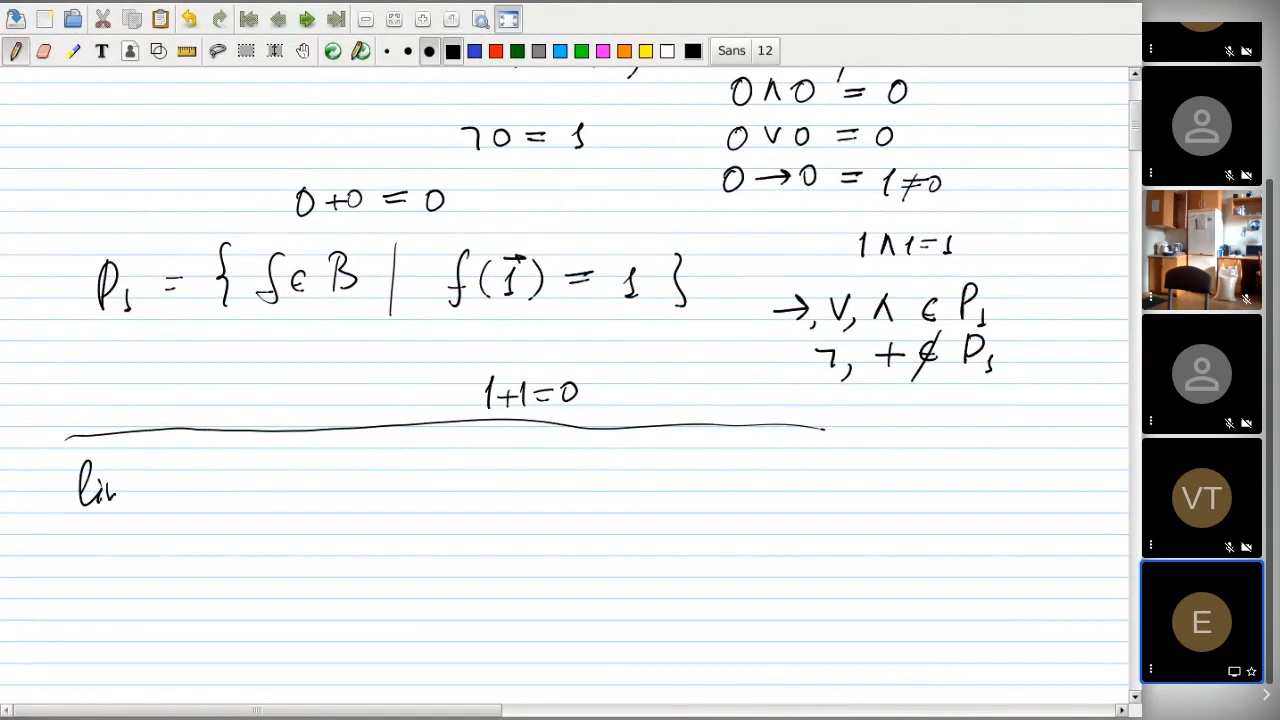 Sans 12
0 ∧ 0 = 0
¬0 = 1
0 ∨ 0 = 0
0 → 0 = 1 ≠ 0
0 + 0 = 0
1 ∧ 1 = 1
P₁ = { f ∈ B | f(1⃗) = 1 }
→, ∨, ∧ ∈ P₁
¬, + ∉ P₁
1 + 1 = 0
VT
E